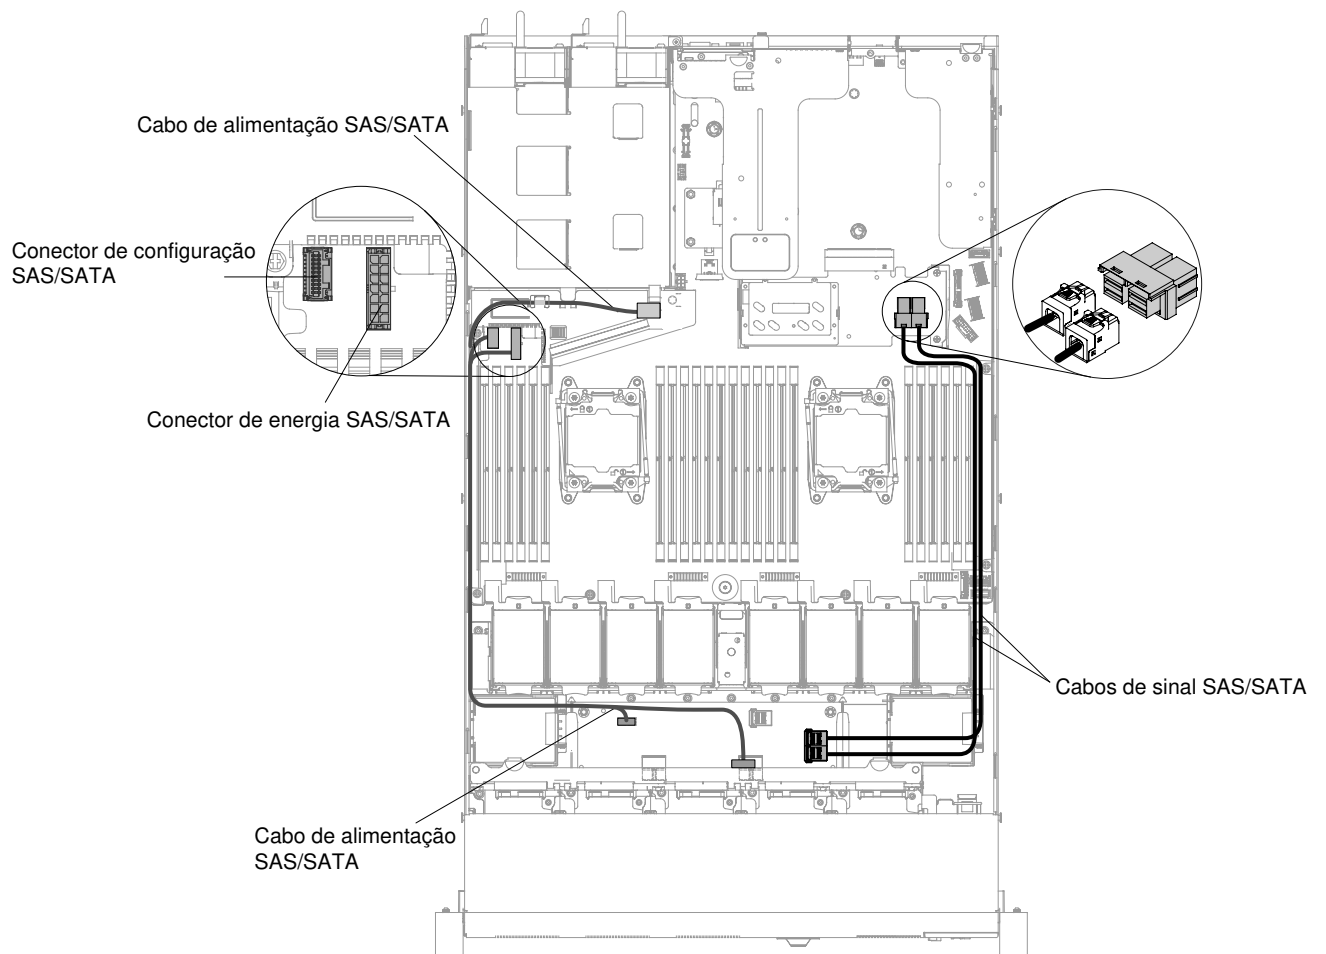 Cabo de alimentação SAS/SATA
Conector de configuração
SAS/SATA
Conector de energia SAS/SATA
Cabos de sinal SAS/SATA
Cabo de alimentação
SAS/SATA